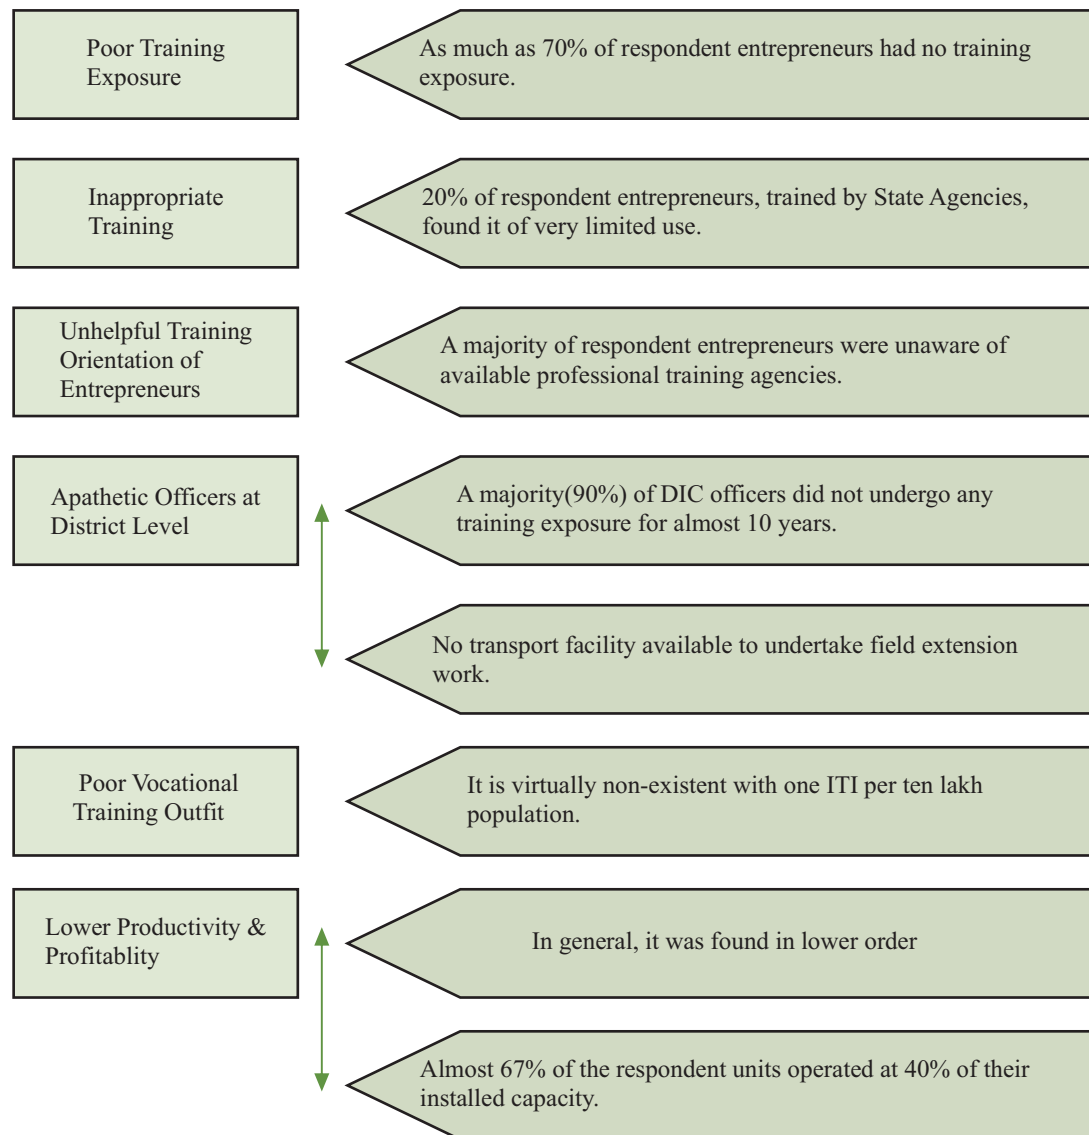 Poor Training
Exposure
As much as 70% of respondent entrepreneurs had no training
exposure.
Inappropriate
Training
20% of respondent entrepreneurs, trained by State Agencies,
found it of very limited use.
Unhelpful Training
Orientation of
Entrepreneurs
A majority of respondent entrepreneurs were unaware of
available professional training agencies.
Apathetic Officers at
District Level
A majority(90%) of DIC officers did not undergo any
training exposure for almost 10 years.
No transport facility available to undertake field extension
work.
Poor Vocational
Training Outfit
It is virtually non-existent with one ITI per ten lakh
population.
Lower Productivity &
Profitablity
In general, it was found in lower order
Almost 67% of the respondent units operated at 40% of their
installed capacity.